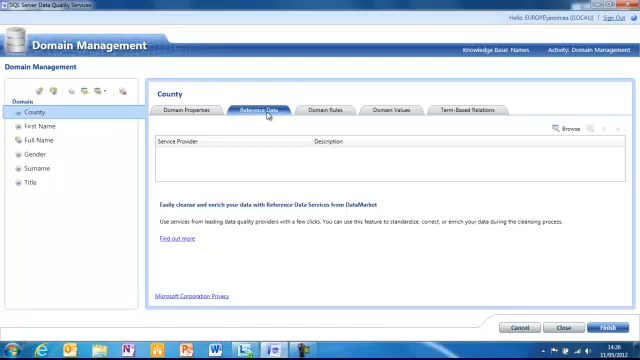 SQL Server Data Quality Services
Hello, EUROPE\jesoimea ((LOCAL)) Sign Out
Domain Management
Knowledge Base: Names Activity: Domain Management
Domain Management
Domain
County
First Name
Full Name
Gender
Surname
Title
County
Domain Properties Reference Data Domain Rules Domain Values Term-Based Relations
Browse
Service Provider Description
Easily cleanse and enrich your data with Reference Data Services from DataMarket
Use services from leading data quality providers with a few clicks. You can use this feature to standardize, correct, or enrich your data during the cleansing process.
Find out more
Microsoft Corporation Privacy
Cancel Close Finish
14:26
11/05/2012